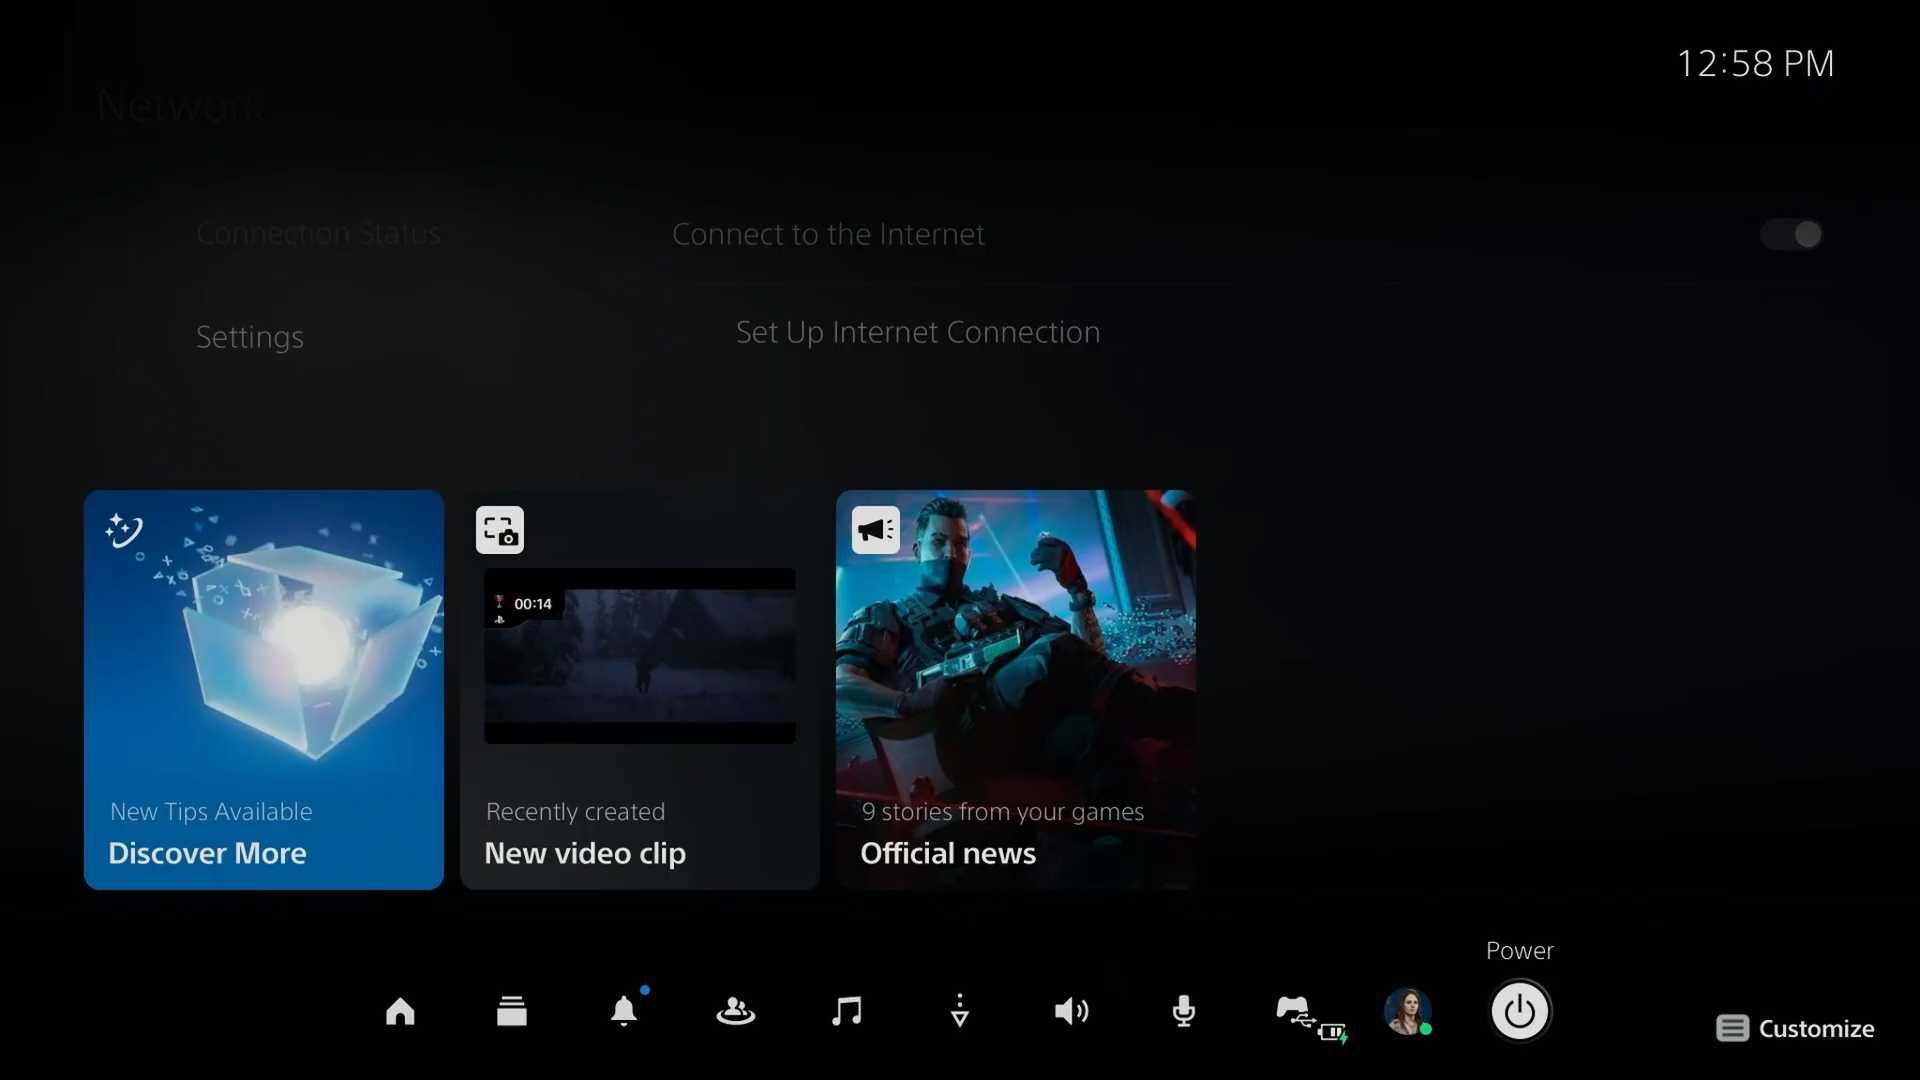 12:58 PM
Network
Connection Status
Connect to the Internet
Settings
Set Up Internet Connection
00:14
New Tips Available
Discover More
Recently created
New video clip
9 stories from your games
Official news
Power
Customize